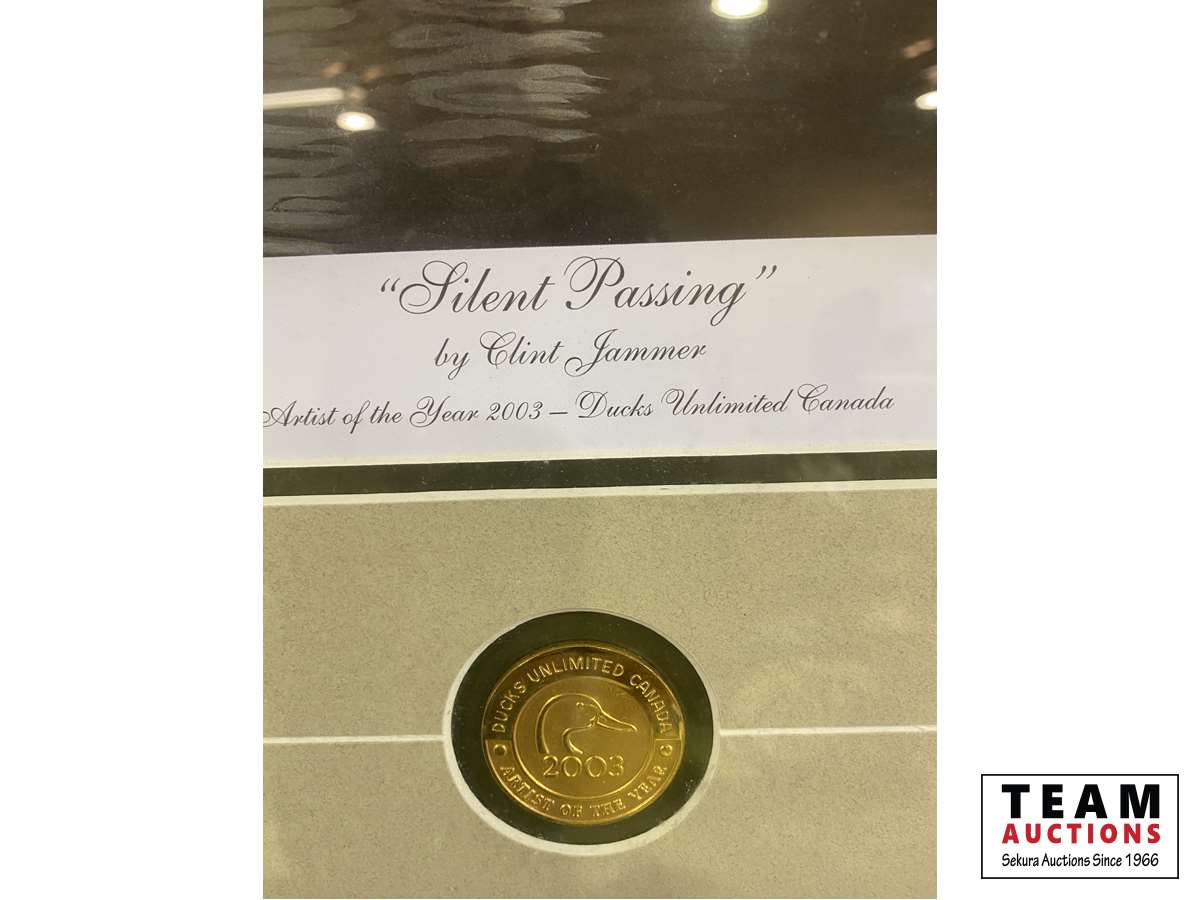 “Silent Passing”
by Clint Jammer
Artist of the Year 2003 – Ducks Unlimited Canada
DUCKS UNLIMITED CANADA
2003
ARTIST OF THE YEAR
TEAM
AUCTIONS
Sekura Auctions Since 1966